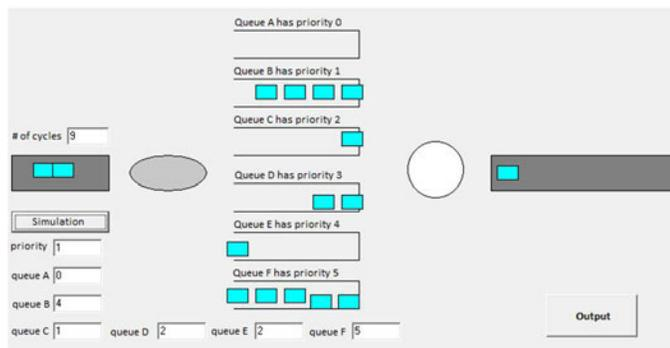 Queue A has priority 0
Queue B has priority 1
Queue C has priority 2
# of cycles 9
Queue D has priority 3
Simulation
Queue E has priority 4
priority 1
queue A 0
Queue F has priority 5
queue B 4
Output
queue C 1 queue D 2 queue E 2 queue F 5